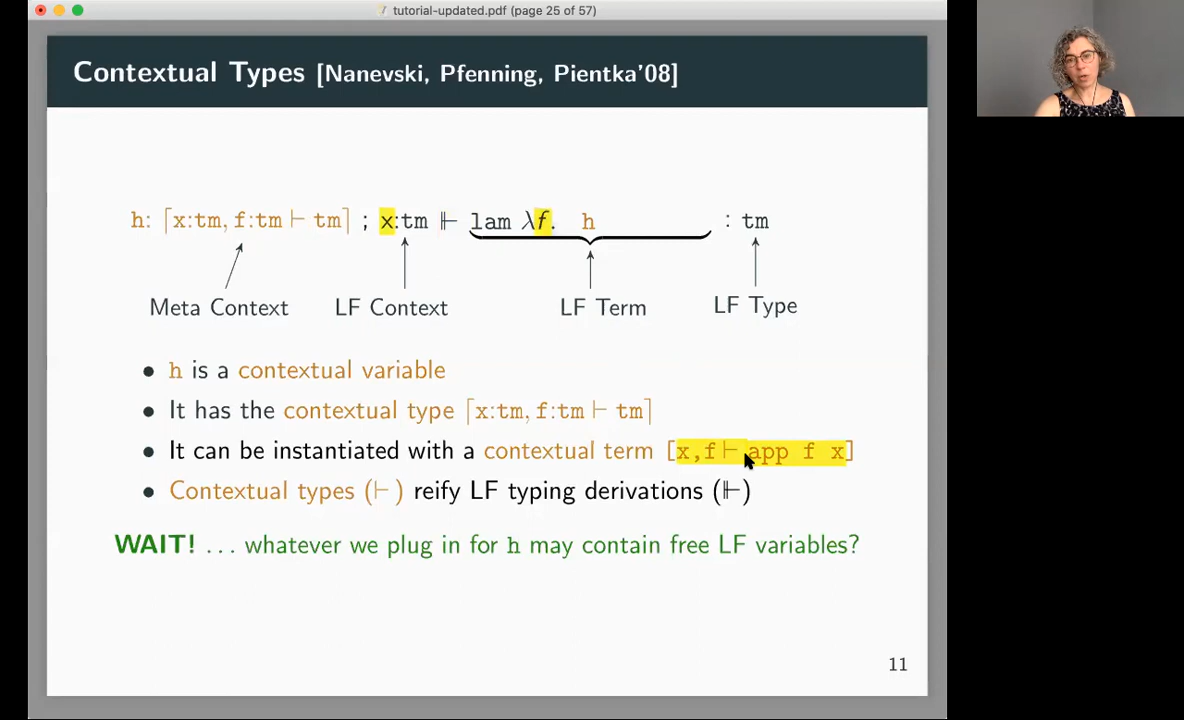 tutorial-updated.pdf (page 25 of 57)
Contextual Types [Nanevski, Pfenning, Pientka'08]
h: ⌈x:tm, f:tm ⊢ tm⌉ ; x:tm ⊩ lam λf. h : tm
Meta Context LF Context LF Term LF Type
• h is a contextual variable
• It has the contextual type ⌈x:tm, f:tm ⊢ tm⌉
• It can be instantiated with a contextual term [x,f ⊢ app f x]
• Contextual types (⊢) reify LF typing derivations (⊩)
WAIT! ... whatever we plug in for h may contain free LF variables?
11